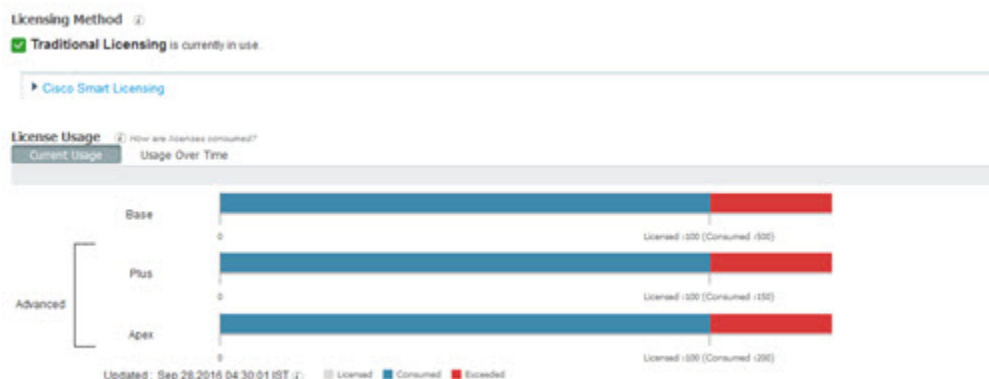 Licensing Method
Traditional Licensing is currently in use.
Cisco Smart Licensing
License Usage How are licenses consumed?
Current Usage Usage Over Time
Base
0 Licensed :100 (Consumed :500)
Plus
0 Licensed :100 (Consumed :150)
Advanced
Apex
0 Licensed :100 (Consumed :200)
Updated : Sep 28,2016 04:30:01 IST Licensed Consumed Exceeded